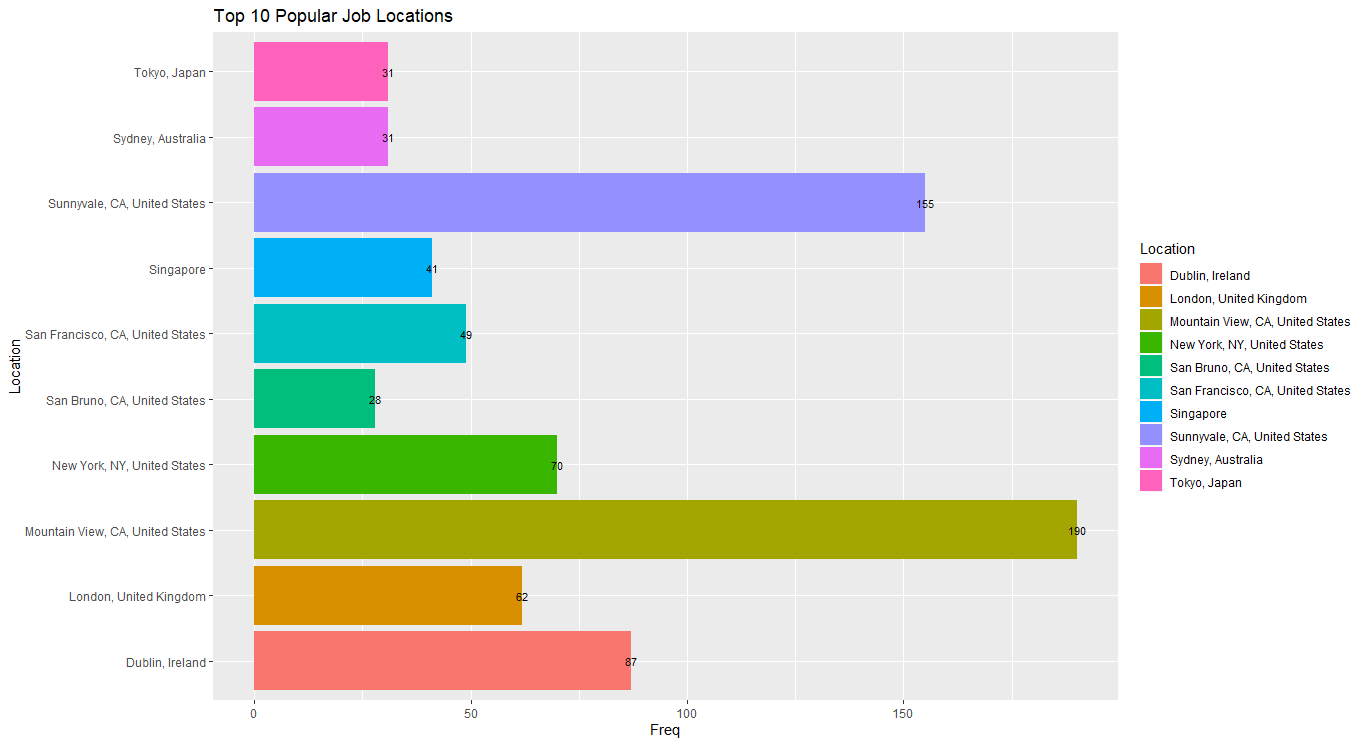 Top 10 Popular Job Locations
Location
Tokyo, Japan
31
Sydney, Australia
31
Sunnyvale, CA, United States
155
Singapore
41
San Francisco, CA, United States
49
San Bruno, CA, United States
28
New York, NY, United States
70
Mountain View, CA, United States
190
London, United Kingdom
62
Dublin, Ireland
87
0
50
100
150
Freq
Location
Dublin, Ireland
London, United Kingdom
Mountain View, CA, United States
New York, NY, United States
San Bruno, CA, United States
San Francisco, CA, United States
Singapore
Sunnyvale, CA, United States
Sydney, Australia
Tokyo, Japan